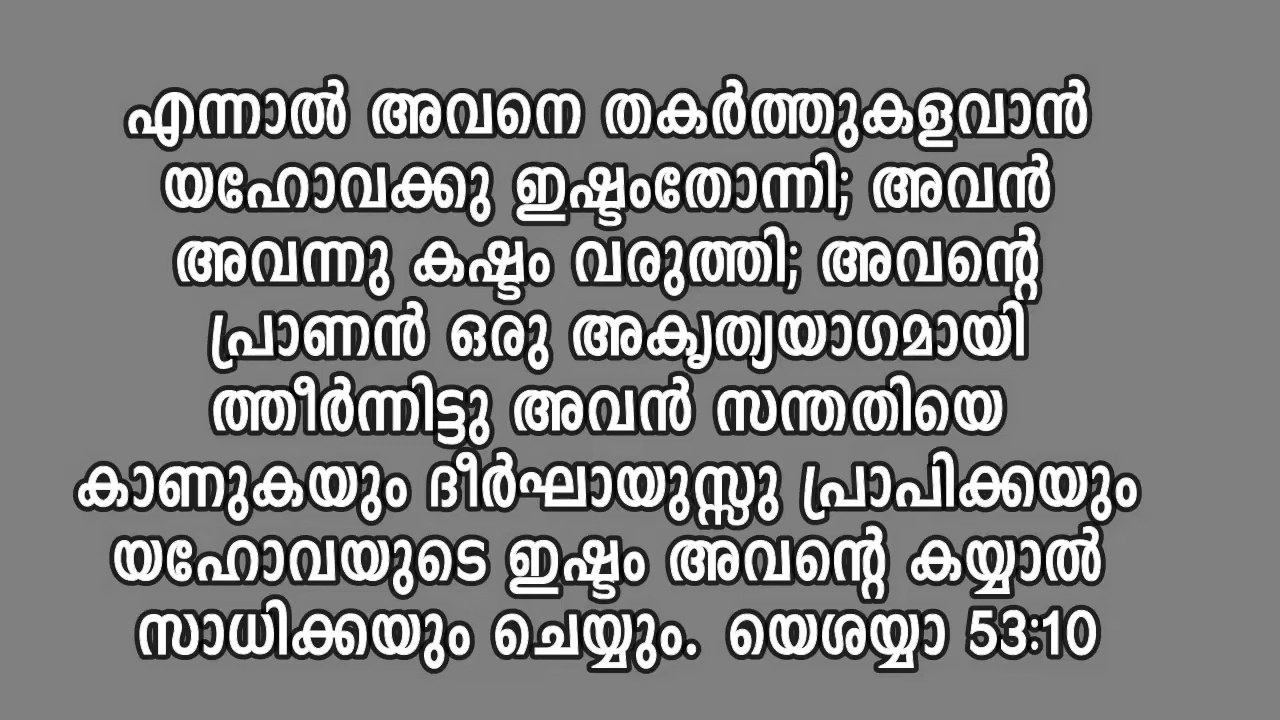 എന്നാൽ അവനെ തകർത്തുകളവാൻ
യഹോവക്കു ഇഷ്ടംതോന്നി; അവൻ
അവന്നു കഷ്ടം വരുത്തി; അവന്റെ
പ്രാണൻ ഒരു അകൃത്യയാഗമായി
ത്തീർന്നിട്ടു അവൻ സന്തതിയെ
കാണുകയും ദീർഘായുസ്സു പ്രാപിക്കയും
യഹോവയുടെ ഇഷ്ടം അവന്റെ കയ്യാൽ
സാധിക്കയും ചെയ്യും. യെശയ്യാ 53:10